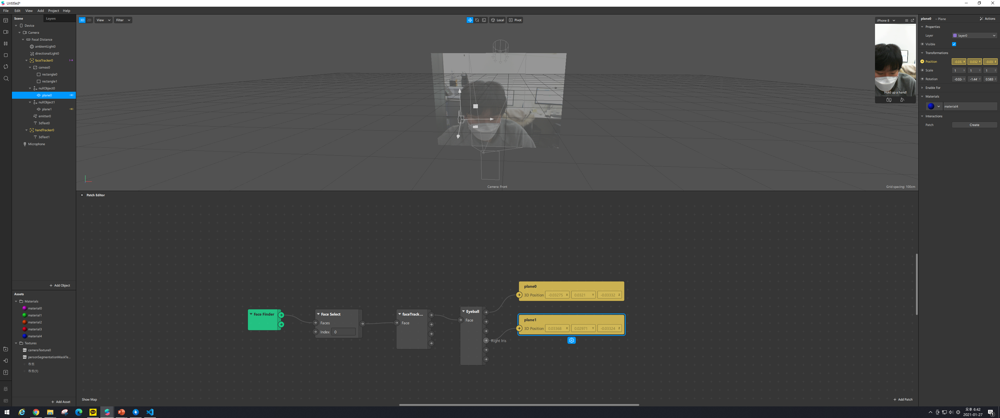 Untitled*
File Edit View Add Project Help
Scene Layers
Device
Camera
Focal Distance
ambientLight0
directionalLight0
faceTracker0
canvas0
rectangle0
rectangle1
nullObject0
plane0
nullObject1
plane1
emitter0
3dText0
handTracker0
3dText1
Microphone
Add Object
Assets
Materials
material0
material1
material2
material3
material4
Textures
cameraTexture0
personSegmentationMaskTe...
하트
하트(1)
Add Asset
3D 2D View Filter
Local Pivot
iPhone 8
Hold up a hand!
Camera: Front
Grid spacing: 100cm
Patch Editor
Face Finder
Face Select
Faces
Index 0
faceTrack...
Face
Eyeball
Face
Right Iris
plane0
3D Position -0.03275 X 0.0321 Y -0.03332 Z
plane1
3D Position 0.03368 X 0.02971 Y -0.03324 Z
Show Map
Add Patch
plane0 – Plane Actions
Properties
Layer layer0
Visible
Transformations
Position -0.03: X 0.032 Y -0.03: Z
Scale 1 X 1 Y 1 Z
Rotation -0.02 X -1.44 Y 0.583 Z
Enable For
Materials
material4
Interactions
Patch Create
TALK
오후 6:42
2021-01-27
1